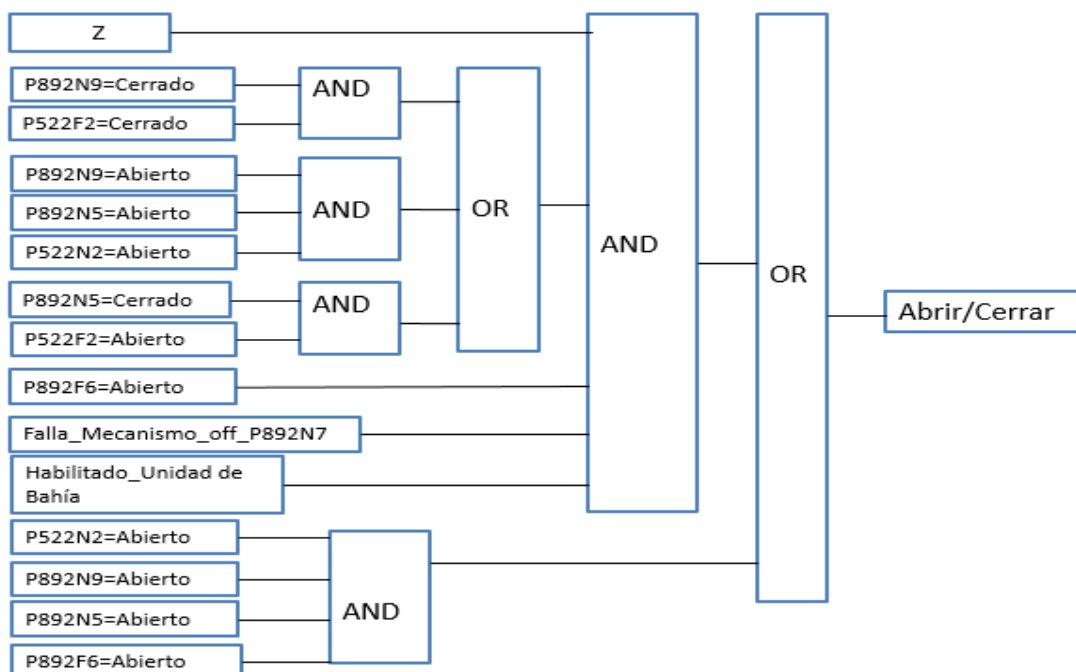 Z
P892N9=Cerrado
P522F2=Cerrado
AND
P892N9=Abierto
P892N5=Abierto
P522N2=Abierto
AND
P892N5=Cerrado
P522F2=Abierto
AND
OR
P892F6=Abierto
Falla_Mecanismo_off_P892N7
Habilitado_Unidad de
Bahía
AND
P522N2=Abierto
P892N9=Abierto
P892N5=Abierto
P892F6=Abierto
AND
OR
Abrir/Cerrar